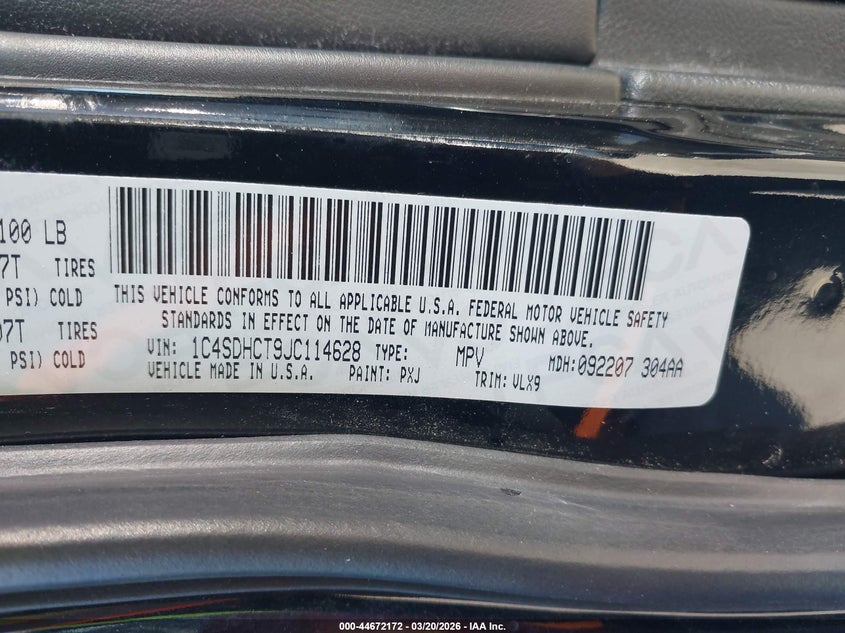 100 LB
7T TIRES
PSI) COLD
07T TIRES
PSI) COLD
THIS VEHICLE CONFORMS TO ALL APPLICABLE U.S.A. FEDERAL MOTOR VEHICLE SAFETY
STANDARDS IN EFFECT ON THE DATE OF MANUFACTURE SHOWN ABOVE.
VIN: 1C4SDHCT9JC114628 TYPE: MPV MDH:092207 304AA
VEHICLE MADE IN U.S.A. PAINT: PXJ TRIM: VLX9
000-44672172 - 03/20/2026 - IAA Inc.